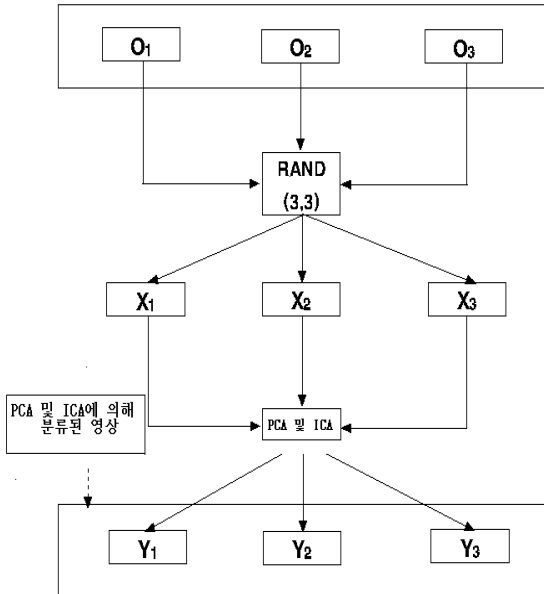 O1
O2
O3
RAND
(3,3)
X1
X2
X3
PCA 및 ICA에 의해
분류된 영상
PCA 및 ICA
Y1
Y2
Y3